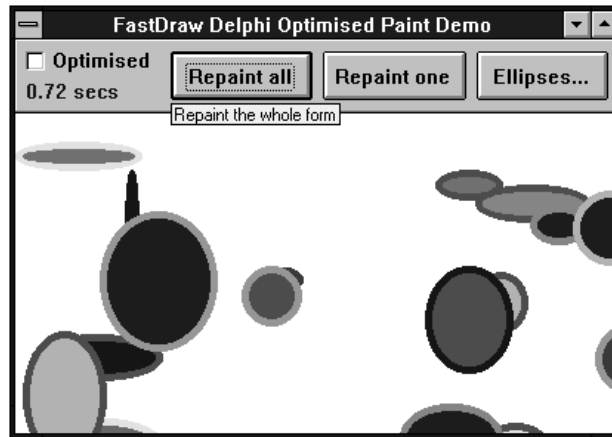 FastDraw Delphi Optimised Paint Demo
Optimised
0.72 secs
Repaint all
Repaint one
Ellipses...
Repaint the whole form